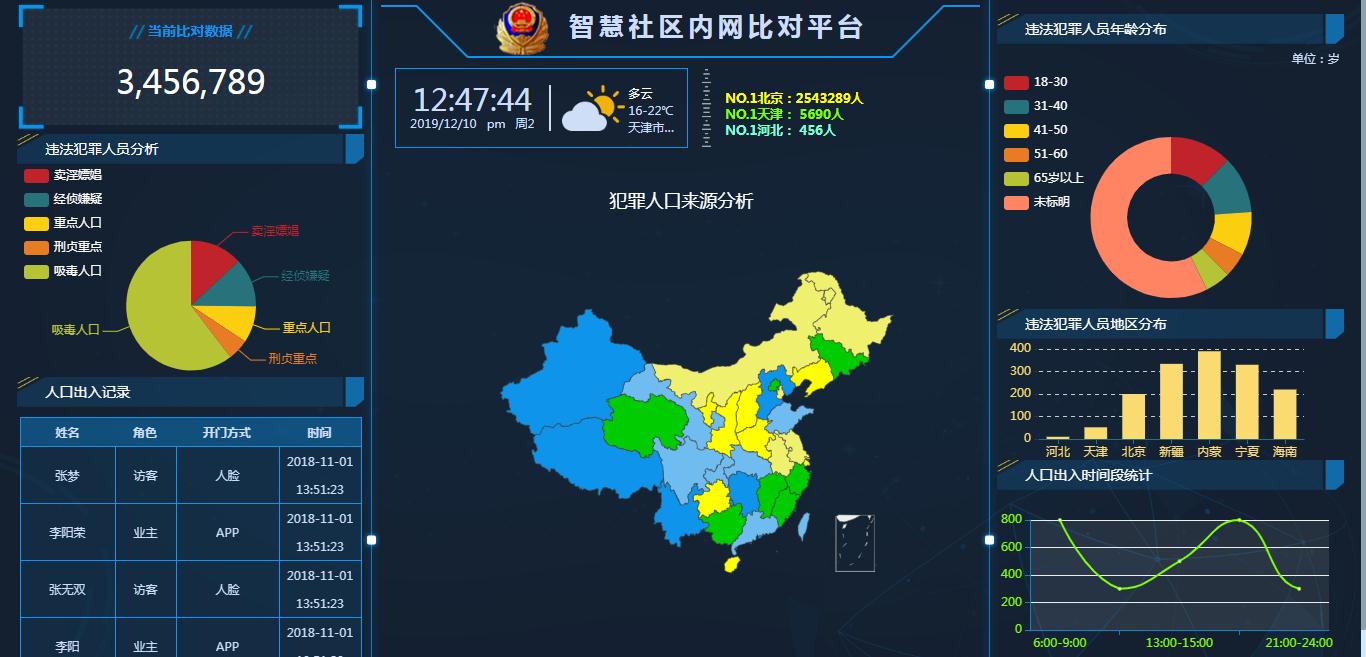 // 当前比对数据 //
3,456,789
违法犯罪人员分析
卖淫嫖娼
经侦嫌疑
重点人口
刑贞重点
吸毒人口
卖淫嫖娼
经侦嫌疑
重点人口
刑贞重点
吸毒人口
人口出入记录
姓名 角色 开门方式 时间
张梦 访客 人脸 2018-11-01
13:51:23
李阳荣 业主 APP 2018-11-01
13:51:23
张无双 访客 人脸 2018-11-01
13:51:23
李阳 业主 APP 2018-11-01
智慧社区内网比对平台
12:47:44
2019/12/10 pm 周2
多云
16-22℃
天津市...
NO.1北京：2543289人
NO.1天津： 5690人
NO.1河北： 456人
犯罪人口来源分析
违法犯罪人员年龄分布
单位：岁
18-30
31-40
41-50
51-60
65岁以上
未标明
违法犯罪人员地区分布
400
300
200
100
0
河北 天津 北京 新疆 内蒙 宁夏 海南
人口出入时间段统计
800
600
400
200
0
6:00-9:00 13:00-15:00 21:00-24:00